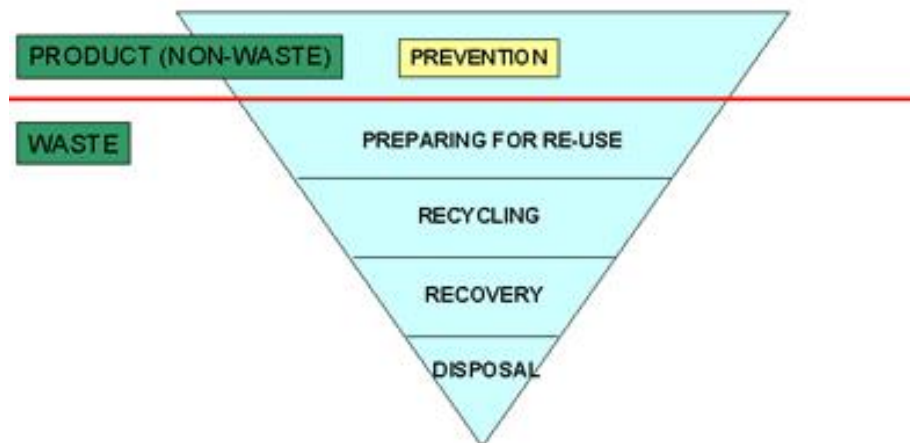 PRODUCT (NON-WASTE)
PREVENTION
WASTE
PREPARING FOR RE-USE
RECYCLING
RECOVERY
DISPOSAL